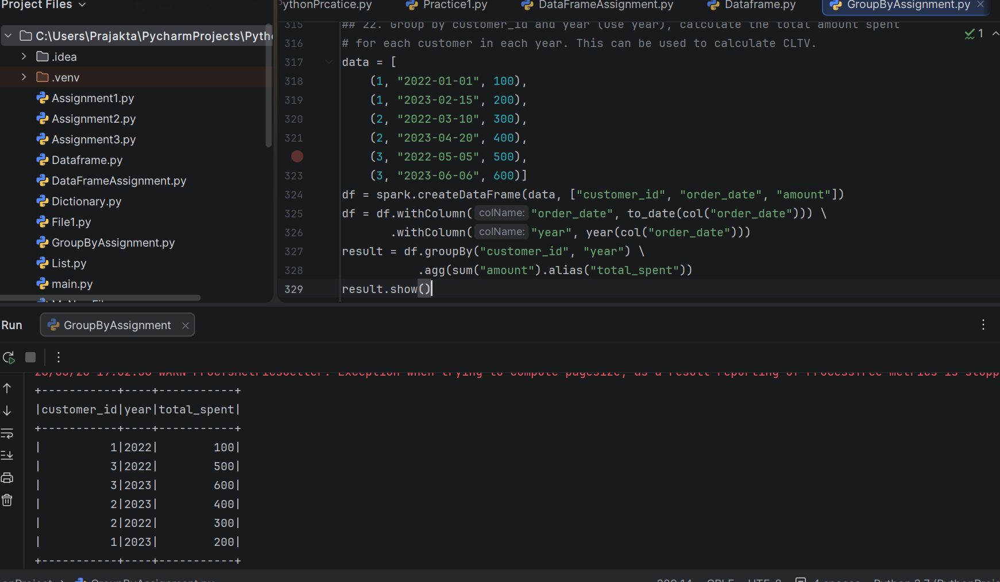 Project Files
PythonPrcatice.py
Practice1.py
DataFrameAssignment.py
Dataframe.py
GroupByAssignment.py
C:\Users\Prajakta\PycharmProjects\Pyth
.idea
.venv
Assignment1.py
Assignment2.py
Assignment3.py
Dataframe.py
DataFrameAssignment.py
Dictionary.py
File1.py
GroupByAssignment.py
List.py
main.py
1
315 ## 22. Group by customer_id and year (use year), calculate the total amount spent
316 # for each customer in each year. This can be used to calculate CLTV.
317 data = [
318     (1, "2022-01-01", 100),
319     (1, "2023-02-15", 200),
320     (2, "2022-03-10", 300),
321     (2, "2023-04-20", 400),
    (3, "2022-05-05", 500),
323     (3, "2023-06-06", 600)]
324 df = spark.createDataFrame(data, ["customer_id", "order_date", "amount"])
325 df = df.withColumn( colName: "order_date", to_date(col("order_date"))) \
326        .withColumn( colName: "year", year(col("order_date")))
327 result = df.groupBy("customer_id", "year") \
328            .agg(sum("amount").alias("total_spent"))
329 result.show()
Run
GroupByAssignment
WARN ProcfsMetricsGetter: Exception when trying to compute pagesize, as a result reporting of ProcessTree metrics is stopp
+-----------+----+-----------+
|customer_id|year|total_spent|
+-----------+----+-----------+
|          1|2022|        100|
|          3|2022|        500|
|          3|2023|        600|
|          2|2023|        400|
|          2|2022|        300|
|          1|2023|        200|
+-----------+----+-----------+
GroupByAssignment.py
CRLF
UTF-8
4 spaces